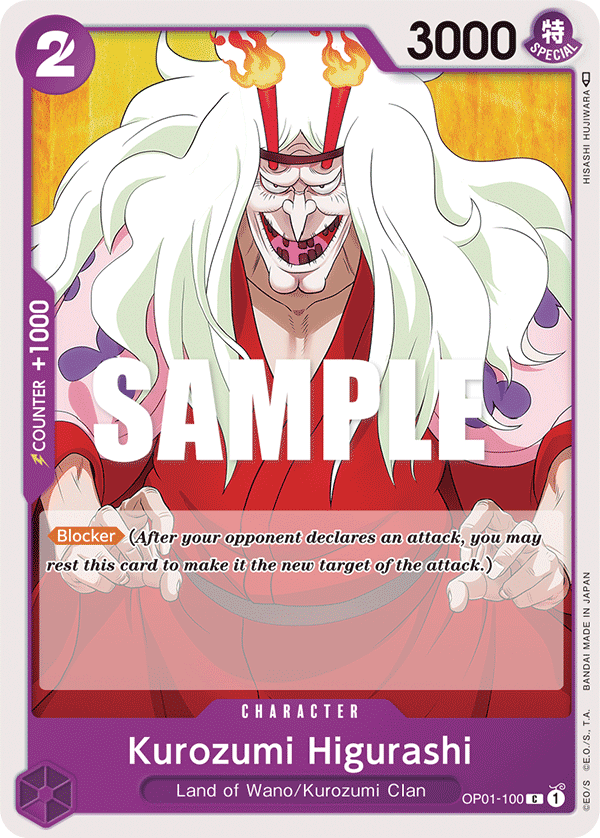 2
3000
特
SPECIAL
HISASHI HUJIWARA
COUNTER +1000
SAMPLE
Blocker (After your opponent declares an attack, you may
rest this card to make it the new target of the attack.)
CHARACTER
Kurozumi Higurashi
Land of Wano/Kurozumi Clan
OP01-100 C 1
©E.O/S ©E.O./S., T.A. BANDAI MADE IN JAPAN